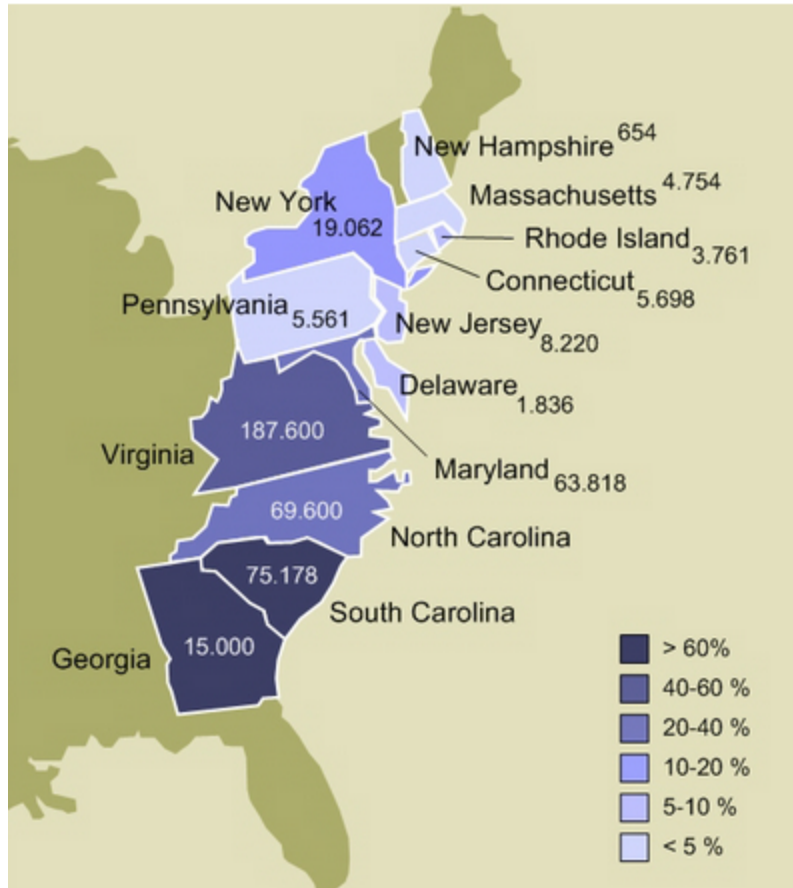 New Hampshire 654
Massachusetts 4.754
New York
19.062
Rhode Island 3.761
Connecticut 5.698
Pennsylvania 5.561
New Jersey 8.220
Delaware 1.836
187.600
Virginia
Maryland 63.818
69.600
North Carolina
75.178
South Carolina
15.000
Georgia
> 60%
40-60 %
20-40 %
10-20 %
5-10 %
< 5 %